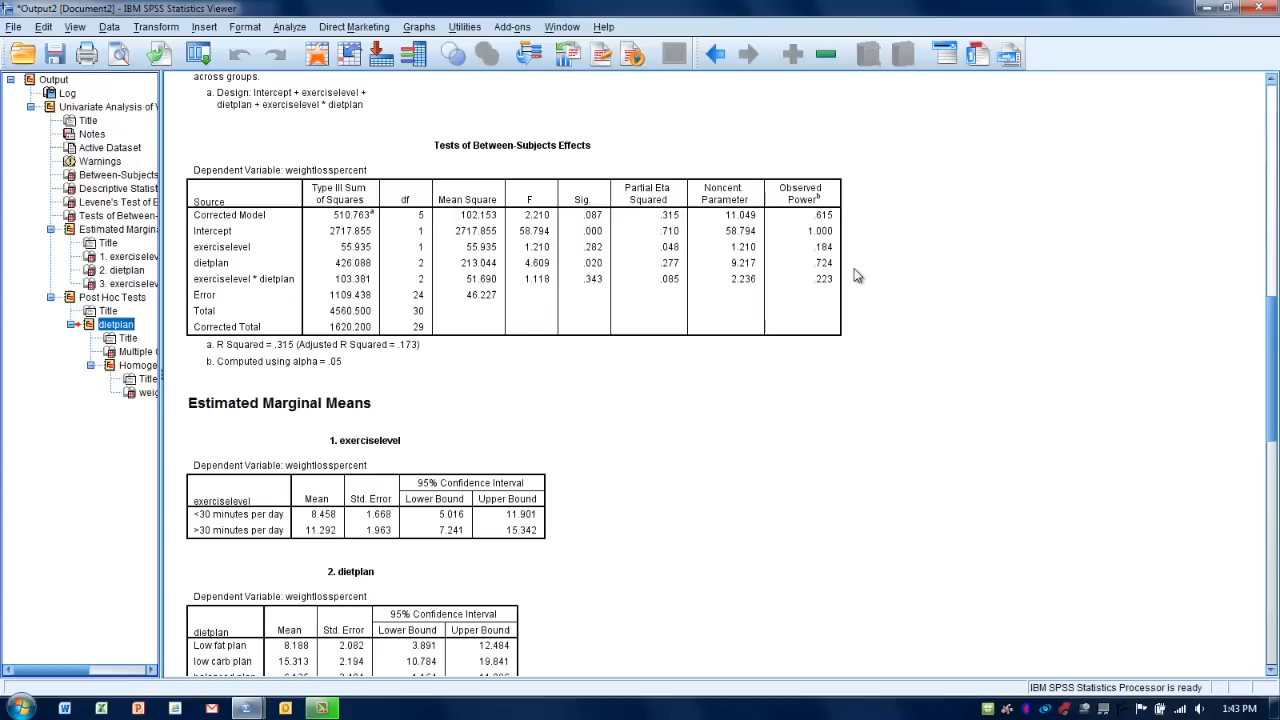 *Output2 [Document2] - IBM SPSS Statistics Viewer
File Edit View Data Transform Insert Format Analyze Direct Marketing Graphs Utilities Add-ons Window Help
Output
Log
Univariate Analysis of V
Title
Notes
Active Dataset
Warnings
Between-Subjects
Descriptive Statist
Levene's Test of E
Tests of Between-
Estimated Margina
Title
1. exerciselev
2. dietplan
3. exerciselev
Post Hoc Tests
Title
dietplan
Title
Multiple C
Homoge
Title
weig
across groups.
a. Design: Intercept + exerciselevel +
dietplan + exerciselevel * dietplan
Tests of Between-Subjects Effects
Dependent Variable: weightlosspercent
Source Type III Sum of Squares df Mean Square F Sig. Partial Eta Squared Noncent. Parameter Observed Power b
Corrected Model 510.763a 5 102.153 2.210 .087 .315 11.049 .615
Intercept 2717.855 1 2717.855 58.794 .000 .710 58.794 1.000
exerciselevel 55.935 1 55.935 1.210 .282 .048 1.210 .184
dietplan 426.088 2 213.044 4.609 .020 .277 9.217 .724
exerciselevel * dietplan 103.381 2 51.690 1.118 .343 .085 2.236 .223
Error 1109.438 24 46.227
Total 4560.500 30
Corrected Total 1620.200 29
a. R Squared = .315 (Adjusted R Squared = .173)
b. Computed using alpha = .05
Estimated Marginal Means
1. exerciselevel
Dependent Variable: weightlosspercent
exerciselevel Mean Std. Error 95% Confidence Interval
Lower Bound Upper Bound
<30 minutes per day 8.458 1.668 5.016 11.901
>30 minutes per day 11.292 1.963 7.241 15.342
2. dietplan
Dependent Variable: weightlosspercent
dietplan Mean Std. Error 95% Confidence Interval
Lower Bound Upper Bound
Low fat plan 8.188 2.082 3.891 12.484
low carb plan 15.313 2.194 10.784 19.841
IBM SPSS Statistics Processor is ready
1:43 PM